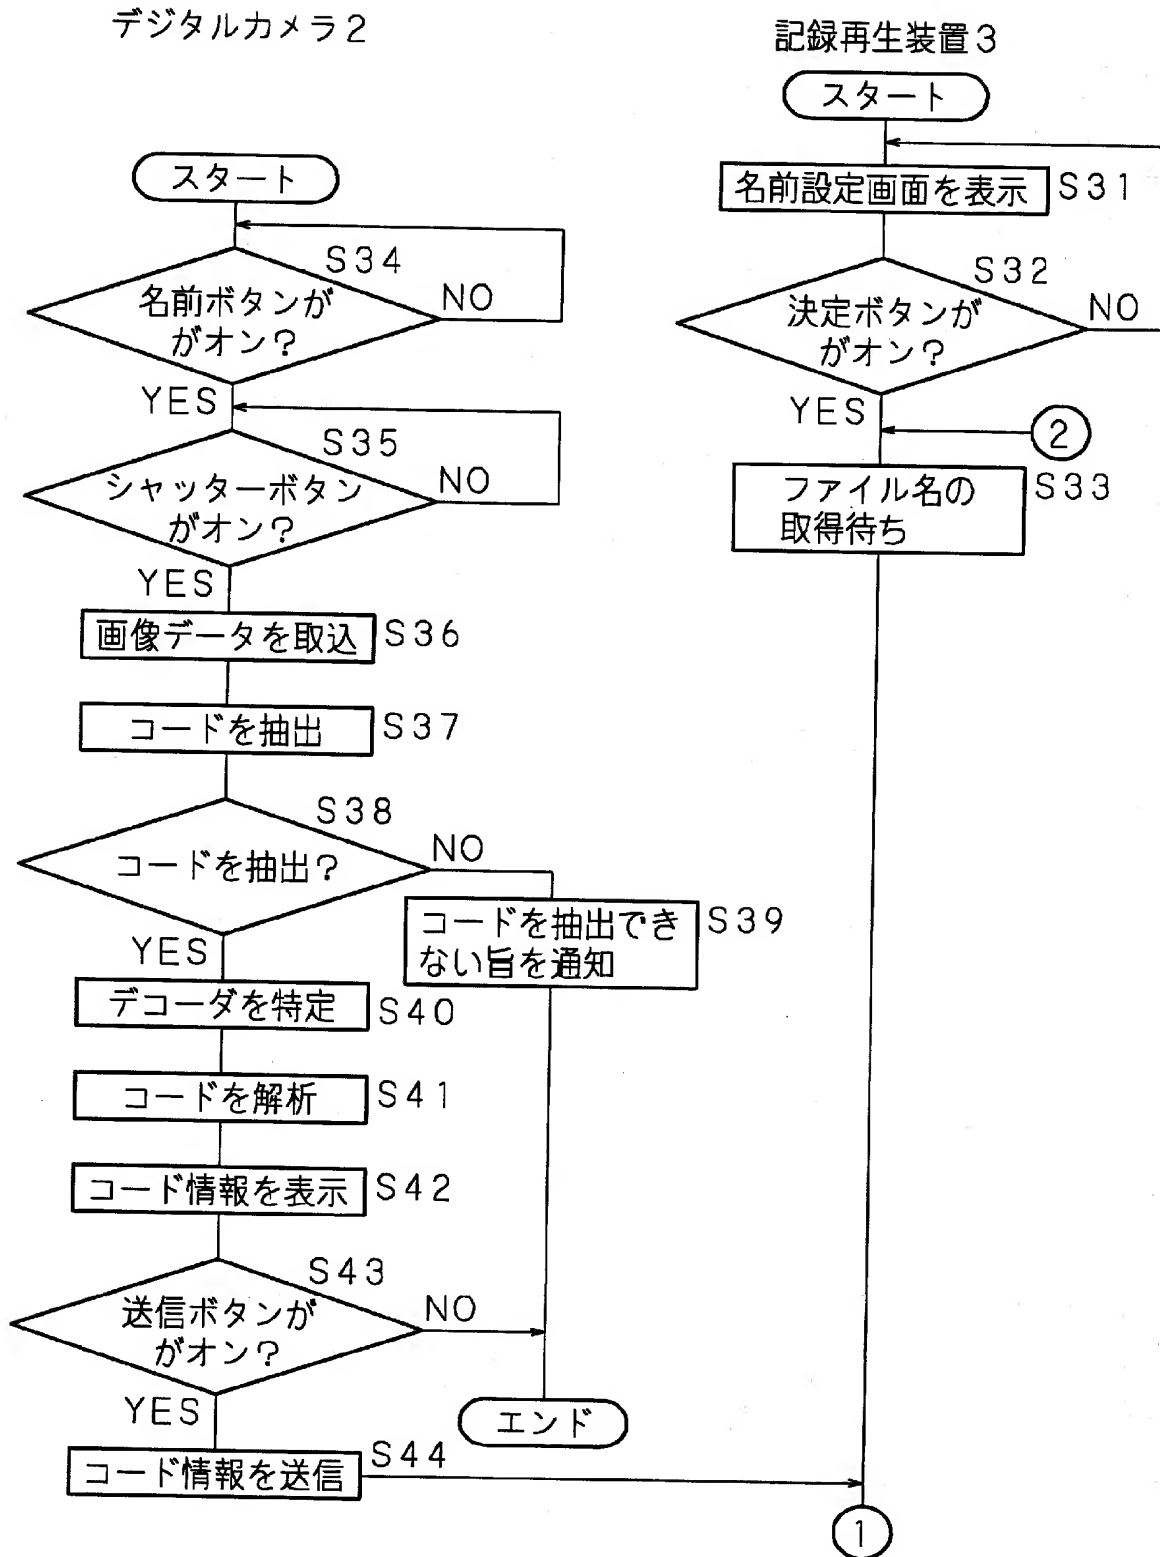 デジタルカメラ2
スタート
S34
名前ボタンが
がオン?
NO
YES
S35
シャッターボタン
がオン?
NO
YES
画像データを取込
S36
コードを抽出
S37
S38
コードを抽出?
NO
コードを抽出でき
ない旨を通知
S39
YES
デコーダを特定
S40
コードを解析
S41
コード情報を表示
S42
S43
送信ボタンが
がオン?
NO
YES
エンド
コード情報を送信
S44
記録再生装置3
スタート
名前設定画面を表示
S31
S32
決定ボタンが
がオン?
NO
YES
2
ファイル名の
取得待ち
S33
1